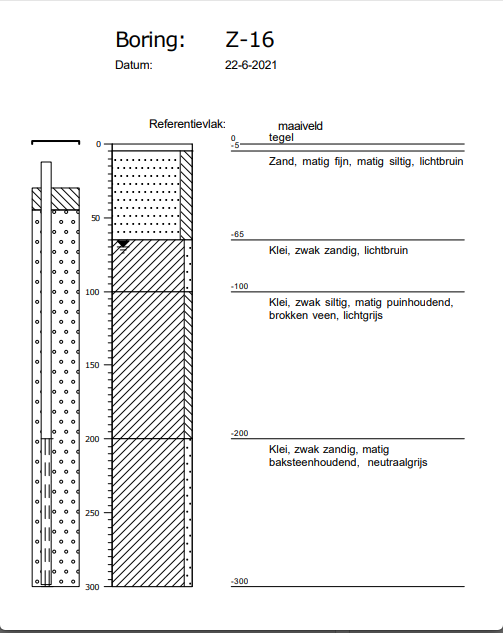 Boring: Z-16
Datum: 22-6-2021
Referentievlak: maaiveld
0
tegel
-5
Zand, matig fijn, matig siltig, lichtbruin
-65
Klei, zwak zandig, lichtbruin
-100
Klei, zwak siltig, matig puinhoudend,
brokken veen, lichtgrijs
-200
Klei, zwak zandig, matig
baksteenhoudend, neutraalgrijs
-300
0
50
100
150
200
250
300